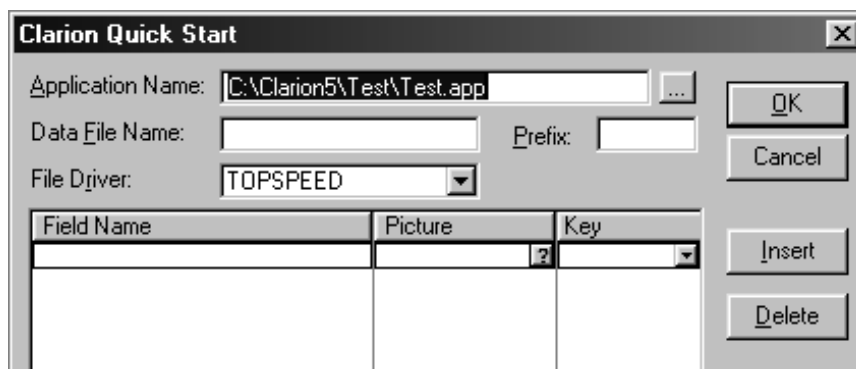 Clarion Quick Start
Application Name: C:\Clarion5\Test\Test.app ...
OK
Data File Name: Prefix:
Cancel
File Driver: TOPSPEED
Field Name Picture Key
?
Insert
Delete